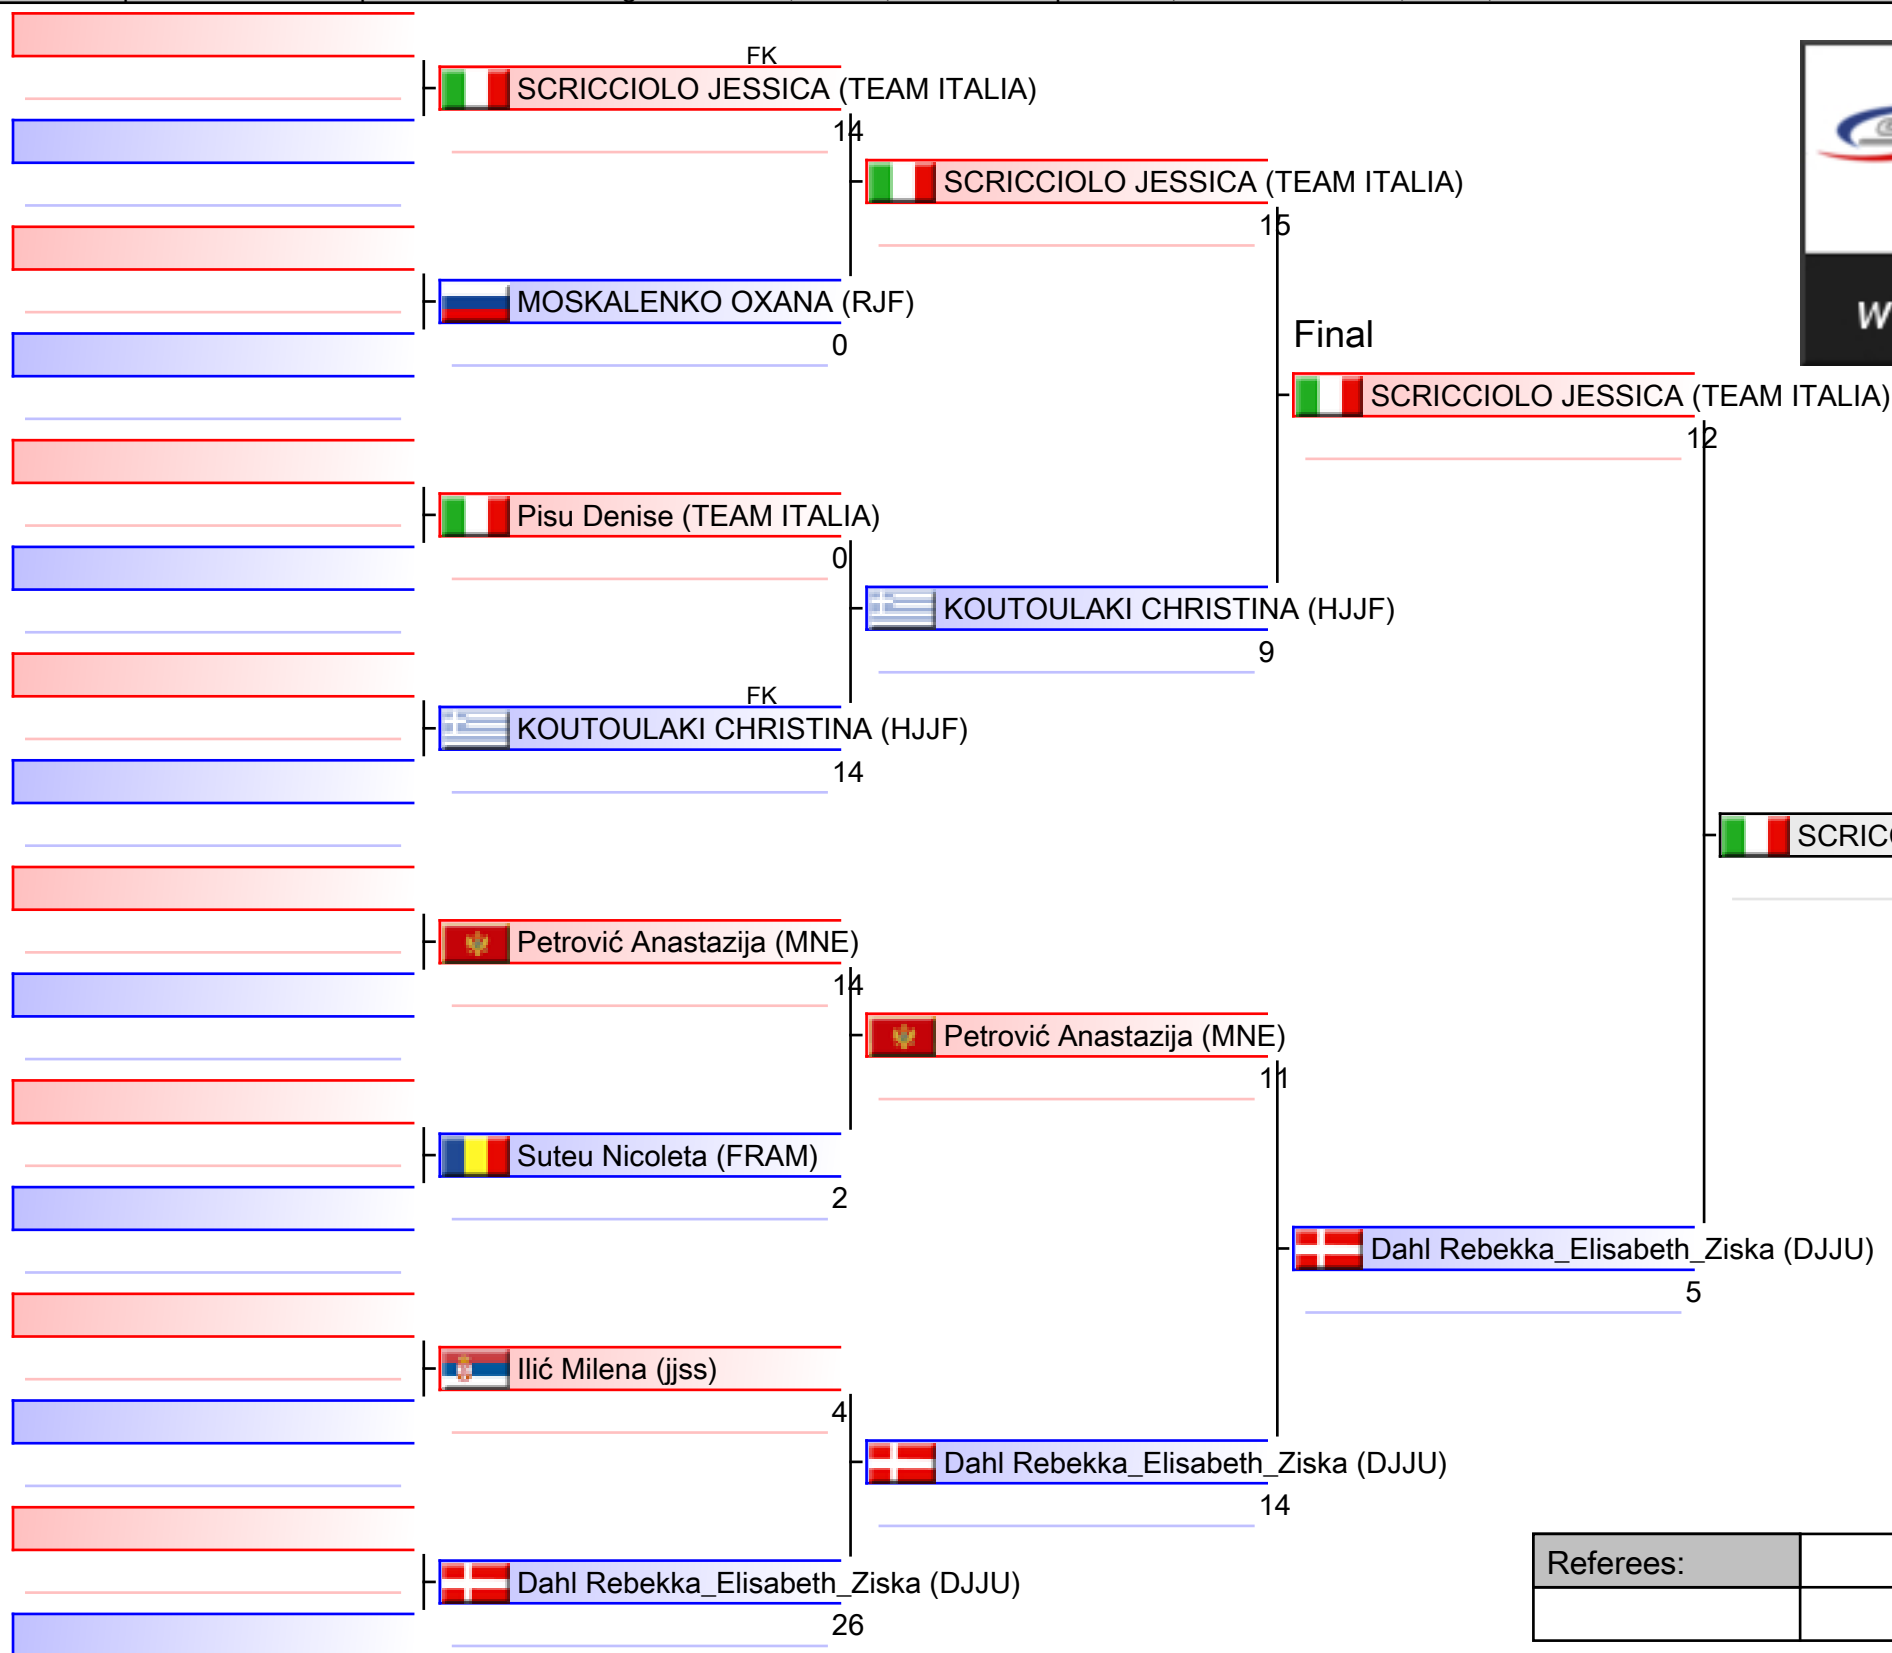 FK
SCRICCIOLO JESSICA (TEAM ITALIA)
14
SCRICCIOLO JESSICA (TEAM ITALIA)
15
MOSKALENKO OXANA (RJF)
0
Final
SCRICCIOLO JESSICA (TEAM ITALIA)
12
Pisu Denise (TEAM ITALIA)
0
KOUTOULAKI CHRISTINA (HJJF)
9
FK
KOUTOULAKI CHRISTINA (HJJF)
14
Petrović Anastazija (MNE)
14
Petrović Anastazija (MNE)
11
Suteu Nicoleta (FRAM)
2
Dahl Rebekka_Elisabeth_Ziska (DJJU)
5
Ilić Milena (jjss)
4
Dahl Rebekka_Elisabeth_Ziska (DJJU)
14
Dahl Rebekka_Elisabeth_Ziska (DJJU)
26
Referees: